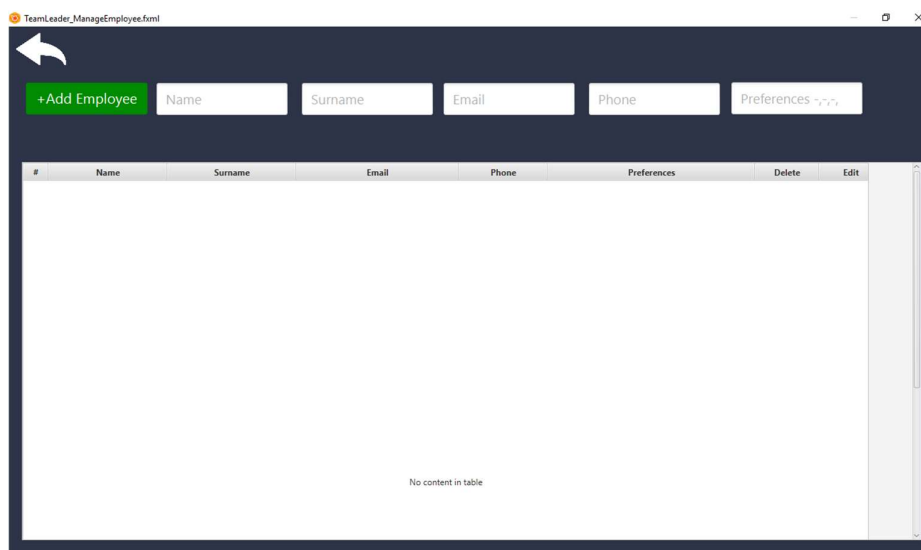 TeamLeader_ManageEmployee.fxml
+Add Employee Name Surname Email Phone Preferences -,-,-,
# Name Surname Email Phone Preferences Delete Edit
No content in table